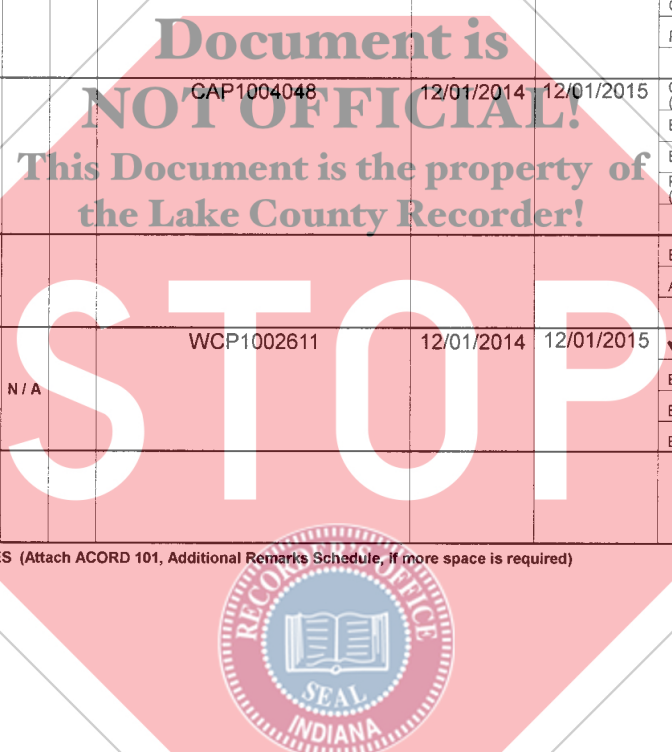 Document is
CAP1004048 12/01/2014 12/01/2015
NOT OFFICIAL!
This Document is the property of
the Lake County Recorder!
STOP
WCP1002611 12/01/2014 12/01/2015
N / A
S (Attach ACORD 101, Additional Remarks Schedule, if more space is required)
RECORDER'S OFFICE
SEAL
INDIANA